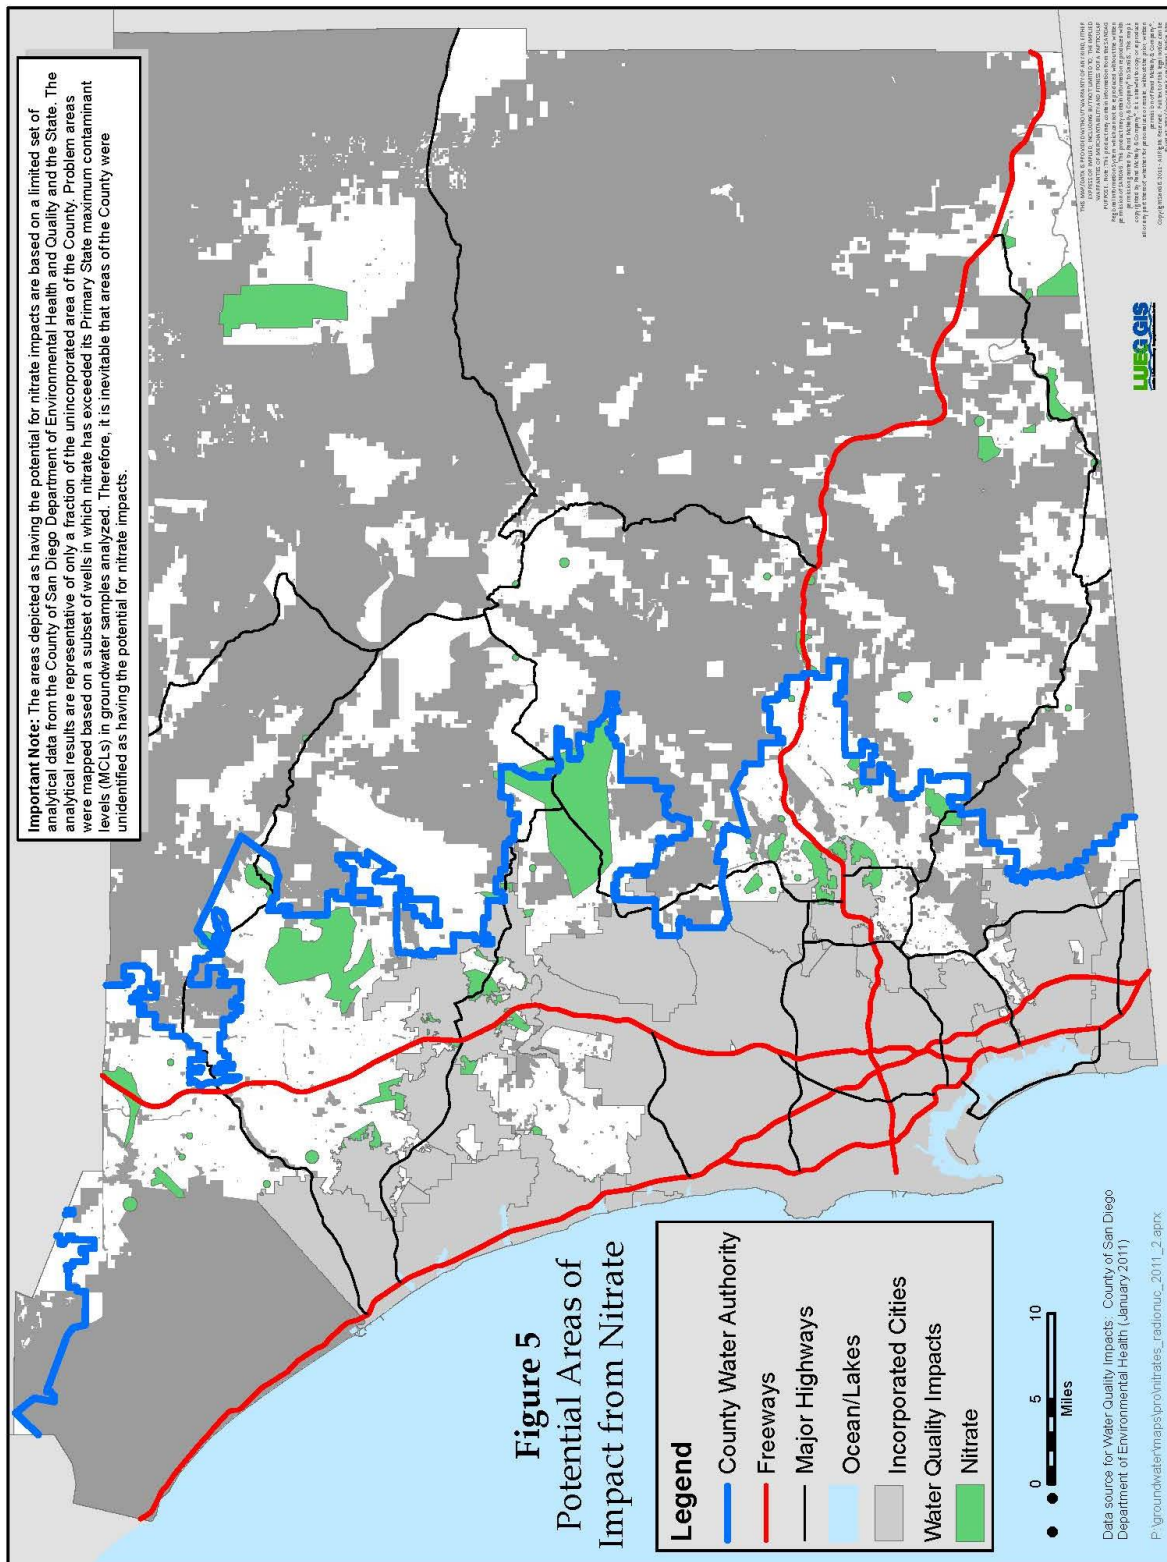 Important Note: The areas depicted as having the potential for nitrate impacts are based on a limited set of
analytical data from the County of San Diego Department of Environmental Health and Quality and the State. The
analytical results are representative of only a fraction of the unincorporated area of the County. Problem areas
were mapped based on a subset of wells in which nitrate has exceeded its Primary State maximum contaminant
levels (MCLs) in groundwater samples analyzed. Therefore, it is inevitable that areas of the County were
unidentified as having the potential for nitrate impacts.
Figure 5
Potential Areas of
Impact from Nitrate
Legend
County Water Authority
Freeways
Major Highways
Ocean/Lakes
Incorporated Cities
Water Quality Impacts
Nitrate
0 5 10
Miles
Data source for Water Quality Impacts: County of San Diego
Department of Environmental Health (January 2011)
P:\groundwater\maps\pro\nitrates_radionuc_2011_2.aprx
LUEG GIS